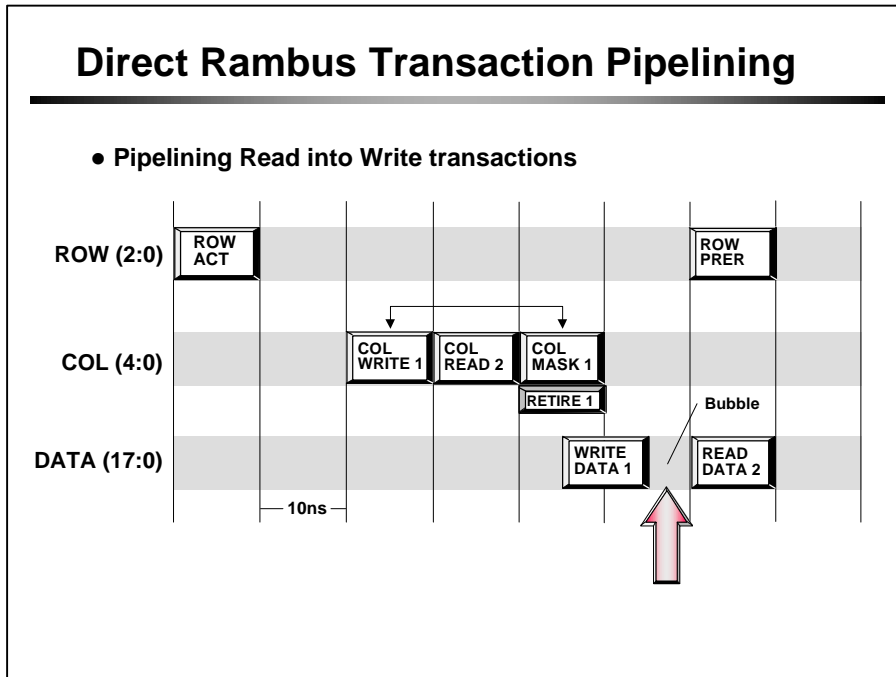 Direct Rambus Transaction Pipelining
● Pipelining Read into Write transactions
ROW (2:0)
ROW
ACT
ROW
PRER
COL (4:0)
COL
WRITE 1
COL
READ 2
COL
MASK 1
RETIRE 1
Bubble
DATA (17:0)
WRITE
DATA 1
READ
DATA 2
10ns